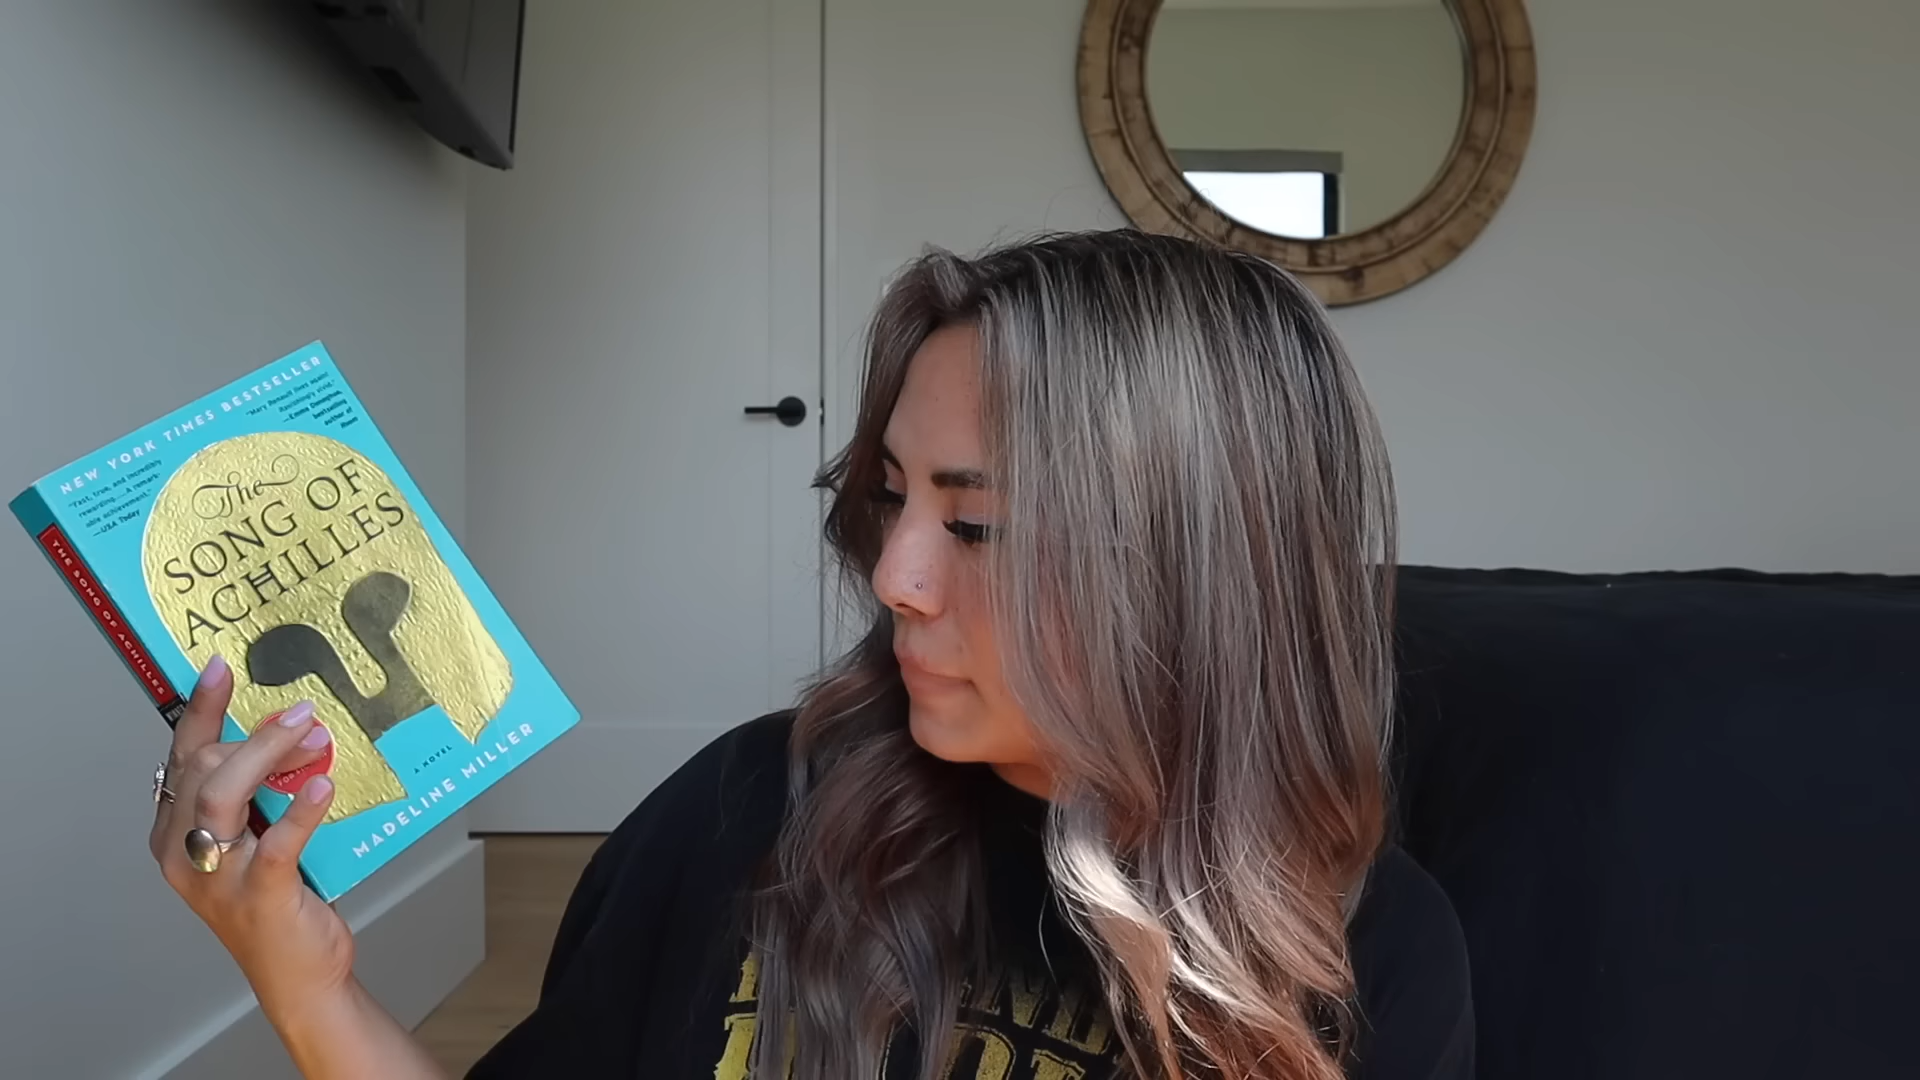 NEW YORK TIMES BESTSELLER
"Mary Renault lives again!
Ravishingly vivid."
—Emma Donoghue,
bestselling
author of
Room
"Fast, true, and incredibly
rewarding....A remark-
able achievement."
—USA Today
The
SONG OF
ACHILLES
A NOVEL
MADELINE MILLER
THE SONG OF ACHILLES